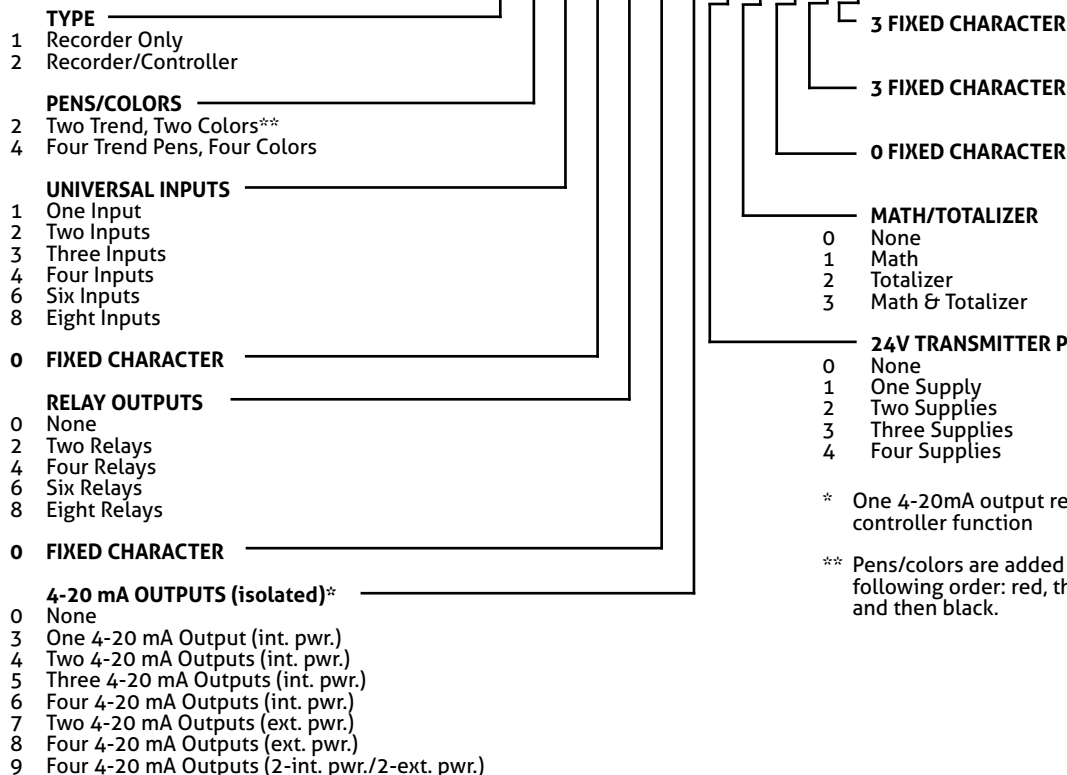 TYPE
1 Recorder Only
2 Recorder/Controller
PENS/COLORS
2 Two Trend, Two Colors**
4 Four Trend Pens, Four Colors
UNIVERSAL INPUTS
1 One Input
2 Two Inputs
3 Three Inputs
4 Four Inputs
6 Six Inputs
8 Eight Inputs
0 FIXED CHARACTER
RELAY OUTPUTS
0 None
2 Two Relays
4 Four Relays
6 Six Relays
8 Eight Relays
0 FIXED CHARACTER
4-20 mA OUTPUTS (isolated)*
0 None
3 One 4-20 mA Output (int. pwr.)
4 Two 4-20 mA Outputs (int. pwr.)
5 Three 4-20 mA Outputs (int. pwr.)
6 Four 4-20 mA Outputs (int. pwr.)
7 Two 4-20 mA Outputs (ext. pwr.)
8 Four 4-20 mA Outputs (ext. pwr.)
9 Four 4-20 mA Outputs (2-int. pwr./2-ext. pwr.)
3 FIXED CHARACTER
3 FIXED CHARACTER
0 FIXED CHARACTER
MATH/TOTALIZER
0 None
1 Math
2 Totalizer
3 Math & Totalizer
24V TRANSMITTER
0 None
1 One Supply
2 Two Supplies
3 Three Supplies
4 Four Supplies
* One 4-20mA output
controller function
** Pens/colors are added
following order: red,
and then black.